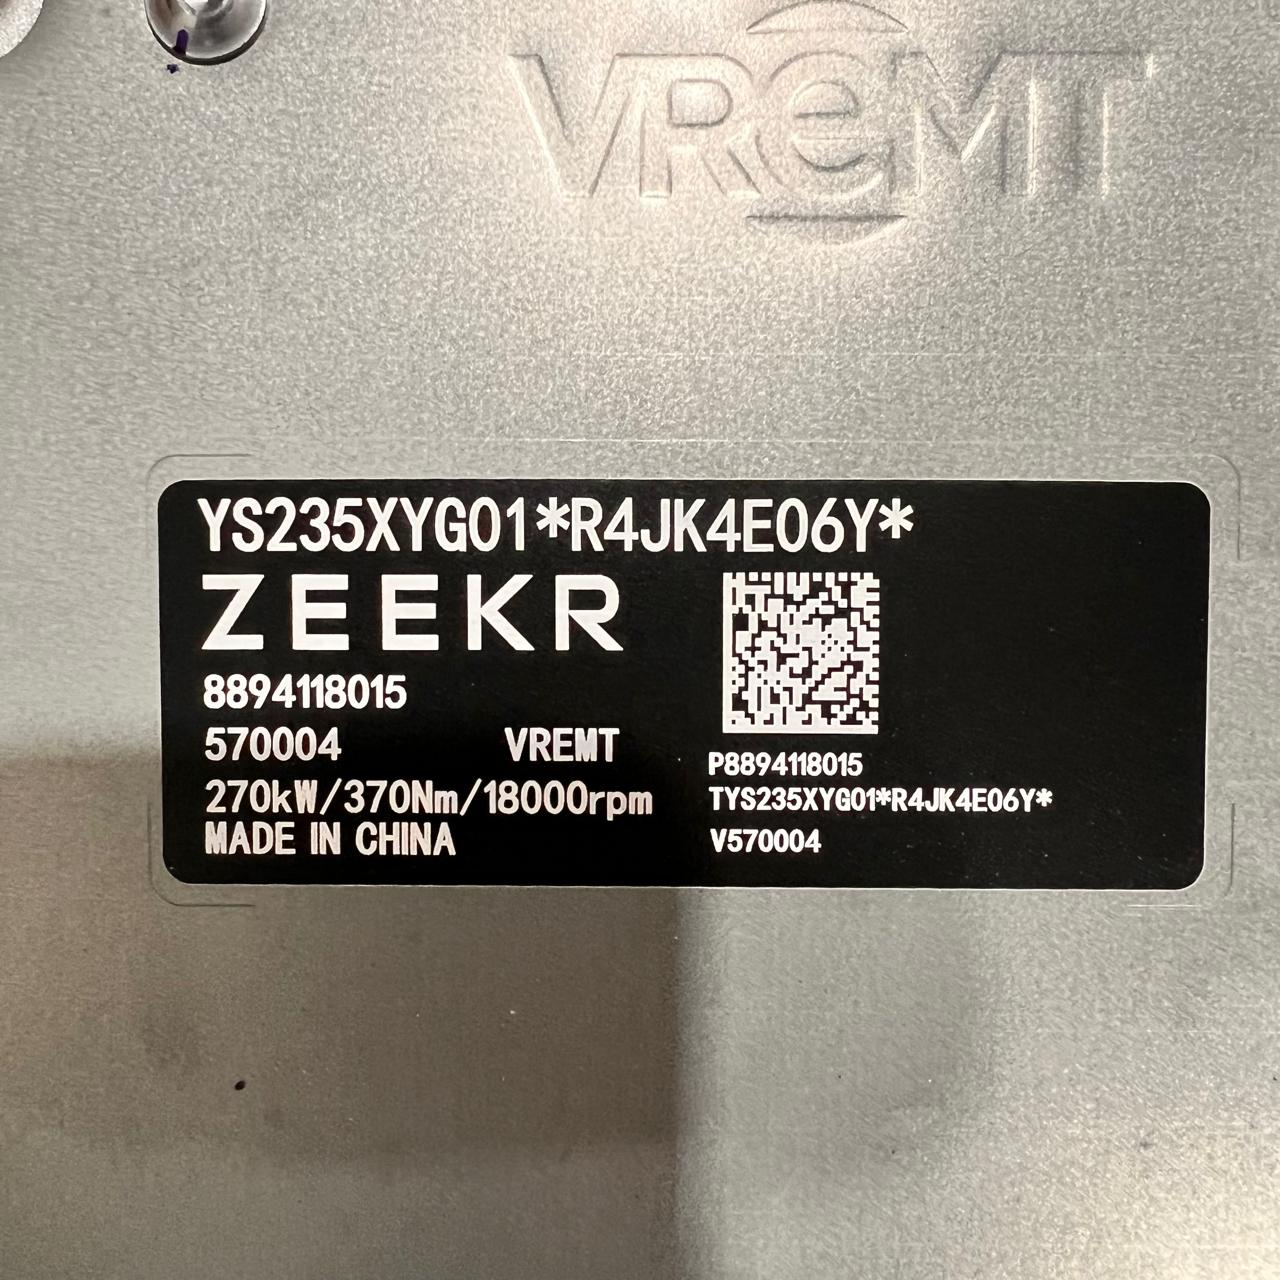 VReMT
YS235XYG01*R4JK4E06Y*
ZEEKR
8894118015
570004 VREMT
270kW/370Nm/18000rpm
MADE IN CHINA
P8894118015
TYS235XYG01*R4JK4E06Y*
V570004